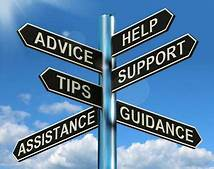 HELP
ADVICE
SUPPORT
TIPS
ASSISTANCE
GUIDANCE